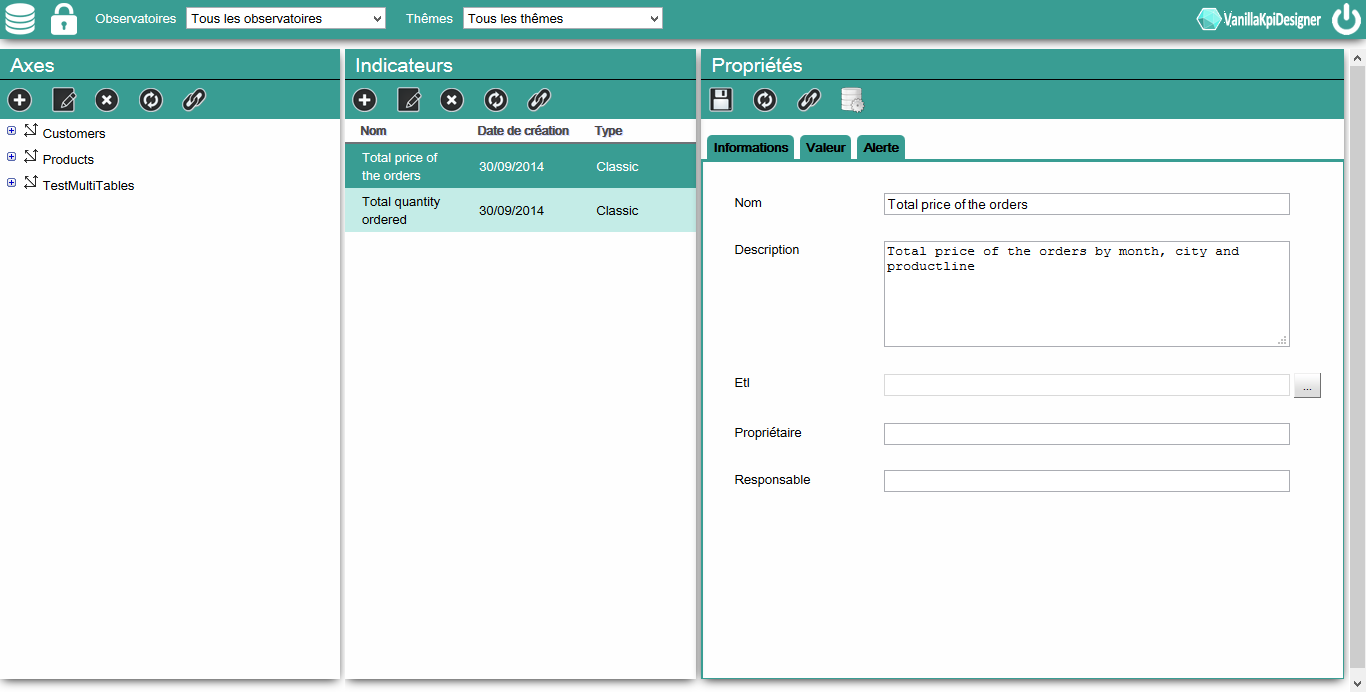 Observatoires Tous les observatoires Thèmes Tous les thèmes VanillaKpiDesigner
Axes
Customers
Products
TestMultiTables
Indicateurs
Nom Date de création Type
Total price of
the orders
30/09/2014 Classic
Total quantity
ordered
30/09/2014 Classic
Propriétés
Informations Valeur Alerte
Nom Total price of the orders
Description Total price of the orders by month, city and
productline
Etl ...
Propriétaire
Responsable